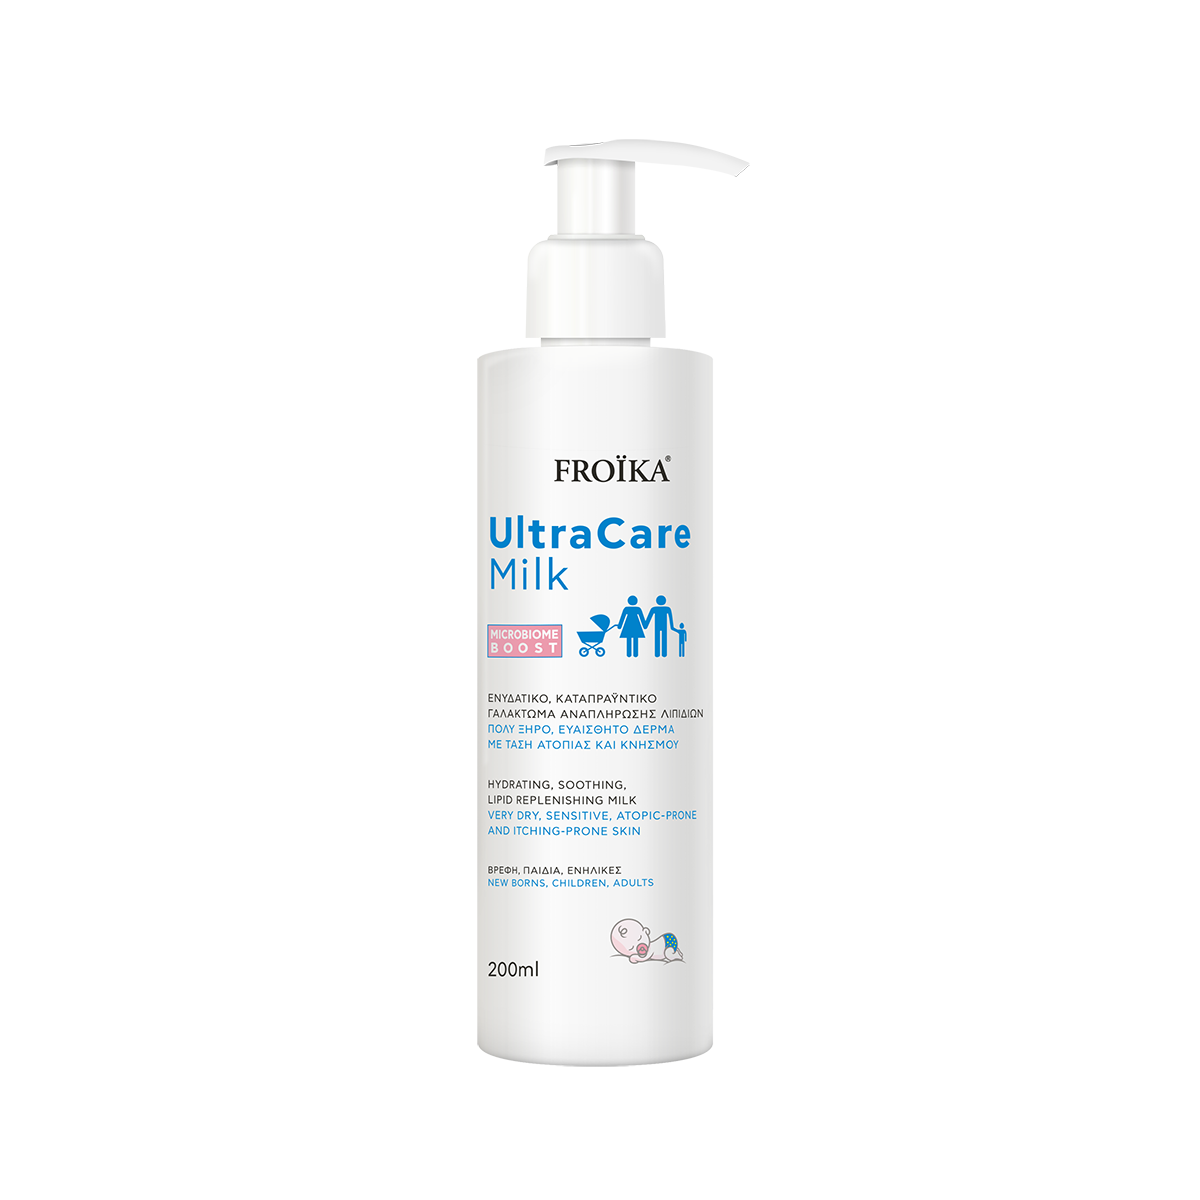 FROÏKA®
UltraCare
Milk
MICROBIOME
BOOST
ΕΝΥΔΑΤΙΚΟ, ΚΑΤΑΠΡΑΫΝΤΙΚΟ
ΓΑΛΑΚΤΩΜΑ ΑΝΑΠΛΗΡΩΣΗΣ ΛΙΠΙΔΙΩΝ
ΠΟΛΥ ΞΗΡΟ, ΕΥΑΙΣΘΗΤΟ ΔΕΡΜΑ
ΜΕ ΤΑΣΗ ΑΤΟΠΙΑΣ ΚΑΙ ΚΝΗΣΜΟΥ
HYDRATING, SOOTHING,
LIPID REPLENISHING MILK
VERY DRY, SENSITIVE, ATOPIC-PRONE
AND ITCHING-PRONE SKIN
ΒΡΕΦΗ, ΠΑΙΔΙΑ, ΕΝΗΛΙΚΕΣ
NEW BORNS, CHILDREN, ADULTS
200ml